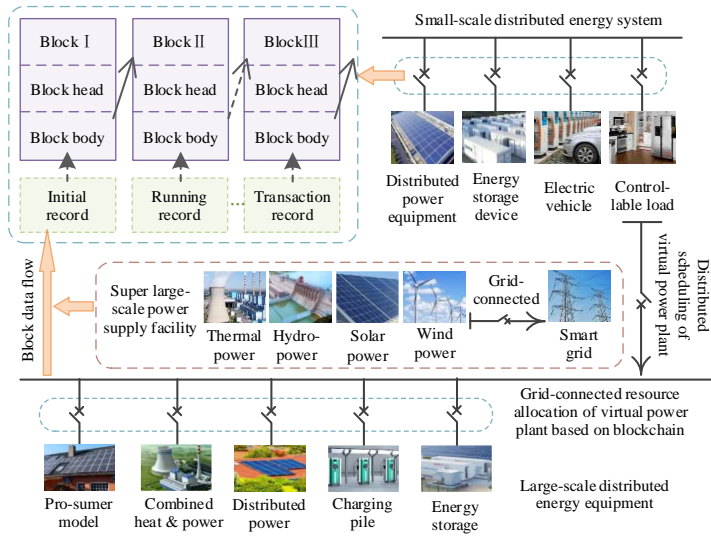 Block Ⅰ
Block Ⅱ
BlockⅢ
Block head
Block head
Block head
Block body
Block body
Block body
Initial
record
Running
record
Transaction
record
Small-scale distributed energy system
Distributed
power
equipment
Energy
storage
device
Electric
vehicle
Control-
lable load
Distributed
scheduling of
virtual power plant
Block data flow
Super large-
scale power
supply facility
Thermal
power
Hydro-
power
Solar
power
Wind
power
Grid-
connected
Smart
grid
Grid-connected resource
allocation of virtual power
plant based on blockchain
Pro-sumer
model
Combined
heat & power
Distributed
power
Charging
pile
Energy
storage
Large-scale distributed
energy equipment